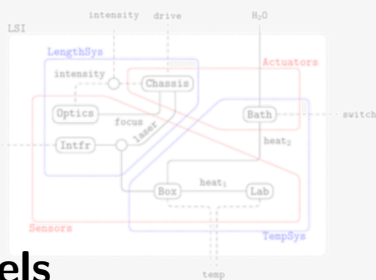 intensity drive H₂O
LSI
LengthSys
Actuators
intensity Chassis
Optics
focus
laser
Bath
switch
Intfr
heat₂
Box heat₁ Lab
Sensors
TempSys
els
temp